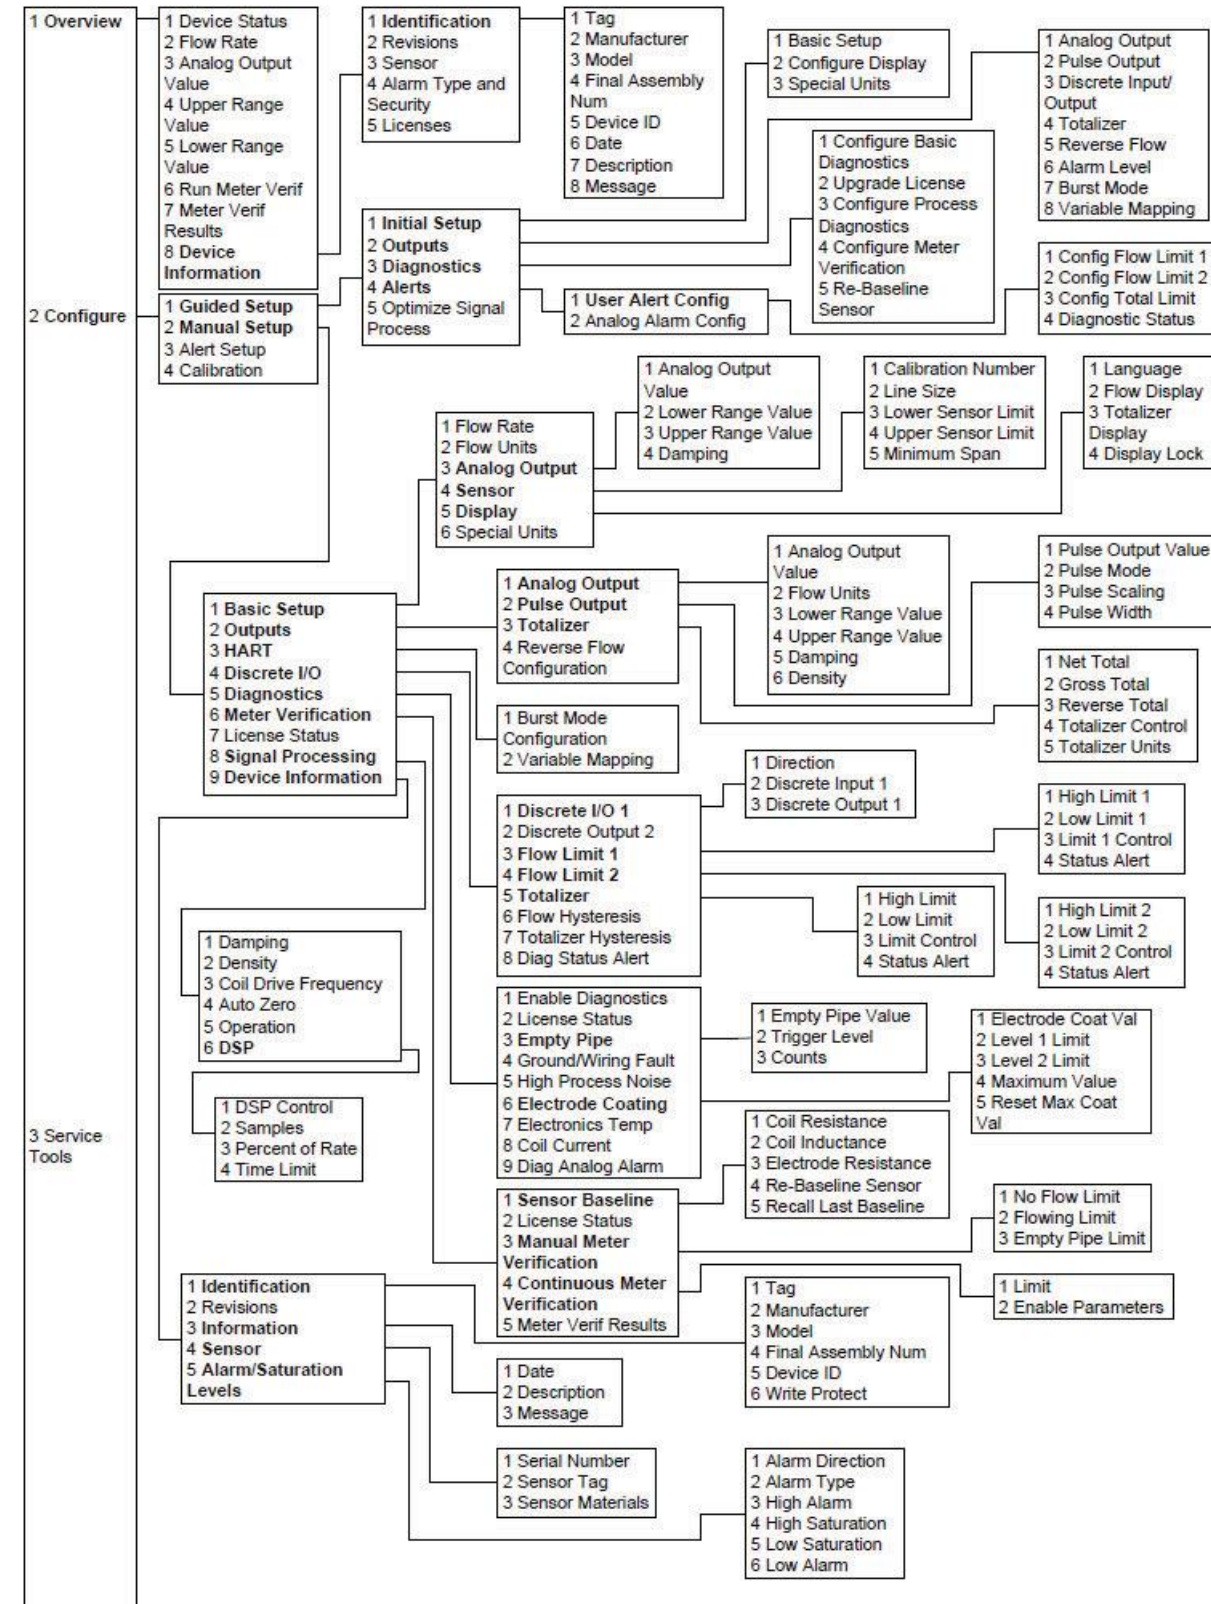 1 Overview
2 Configure
3 Service
Tools
1 Device Status
2 Flow Rate
3 Analog Output
Value
4 Upper Range
Value
5 Lower Range
Value
6 Run Meter Verif
7 Meter Verif
Results
8 Device
Information
1 Identification
2 Revisions
3 Sensor
4 Alarm Type and
Security
5 Licenses
1 Tag
2 Manufacturer
3 Model
4 Final Assembly
Num
5 Device ID
6 Date
7 Description
8 Message
1 Guided Setup
2 Manual Setup
3 Alert Setup
4 Calibration
1 Initial Setup
2 Outputs
3 Diagnostics
4 Alerts
5 Optimize Signal
Process
1 Basic Setup
2 Configure Display
3 Special Units
1 Analog Output
2 Pulse Output
3 Discrete Input/
Output
4 Totalizer
5 Reverse Flow
6 Alarm Level
7 Burst Mode
8 Variable Mapping
1 Configure Basic
Diagnostics
2 Upgrade License
3 Configure Process
Diagnostics
4 Configure Meter
Verification
5 Re-Baseline
Sensor
1 User Alert Config
2 Analog Alarm Config
1 Config Flow Limit 1
2 Config Flow Limit 2
3 Config Total Limit
4 Diagnostic Status
1 Basic Setup
2 Outputs
3 HART
4 Discrete I/O
5 Diagnostics
6 Meter Verification
7 License Status
8 Signal Processing
9 Device Information
1 Flow Rate
2 Flow Units
3 Analog Output
4 Sensor
5 Display
6 Special Units
1 Analog Output
Value
2 Lower Range Value
3 Upper Range Value
4 Damping
1 Calibration Number
2 Line Size
3 Lower Sensor Limit
4 Upper Sensor Limit
5 Minimum Span
1 Language
2 Flow Display
3 Totalizer
Display
4 Display Lock
1 Analog Output
2 Pulse Output
3 Totalizer
4 Reverse Flow
Configuration
1 Analog Output
Value
2 Flow Units
3 Lower Range Value
4 Upper Range Value
5 Damping
6 Density
1 Pulse Output Value
2 Pulse Mode
3 Pulse Scaling
4 Pulse Width
1 Net Total
2 Gross Total
3 Reverse Total
4 Totalizer Control
5 Totalizer Units
1 Burst Mode
Configuration
2 Variable Mapping
1 Discrete I/O 1
2 Discrete Output 2
3 Flow Limit 1
4 Flow Limit 2
5 Totalizer
6 Flow Hysteresis
7 Totalizer Hysteresis
8 Diag Status Alert
1 Direction
2 Discrete Input 1
3 Discrete Output 1
1 High Limit 1
2 Low Limit 1
3 Limit 1 Control
4 Status Alert
1 High Limit 2
2 Low Limit 2
3 Limit 2 Control
4 Status Alert
1 High Limit
2 Low Limit
3 Limit Control
4 Status Alert
1 Enable Diagnostics
2 License Status
3 Empty Pipe
4 Ground/Wiring Fault
5 High Process Noise
6 Electrode Coating
7 Electronics Temp
8 Coil Current
9 Diag Analog Alarm
1 Empty Pipe Value
2 Trigger Level
3 Counts
1 Electrode Coat Val
2 Level 1 Limit
3 Level 2 Limit
4 Maximum Value
5 Reset Max Coat
Val
1 Sensor Baseline
2 License Status
3 Manual Meter
Verification
4 Continuous Meter
Verification
5 Meter Verif Results
1 Coil Resistance
2 Coil Inductance
3 Electrode Resistance
4 Re-Baseline Sensor
5 Recall Last Baseline
1 No Flow Limit
2 Flowing Limit
3 Empty Pipe Limit
1 Limit
2 Enable Parameters
1 Damping
2 Density
3 Coil Drive Frequency
4 Auto Zero
5 Operation
6 DSP
1 DSP Control
2 Samples
3 Percent of Rate
4 Time Limit
1 Identification
2 Revisions
3 Information
4 Sensor
5 Alarm/Saturation
Levels
1 Tag
2 Manufacturer
3 Model
4 Final Assembly Num
5 Device ID
6 Write Protect
1 Date
2 Description
3 Message
1 Serial Number
2 Sensor Tag
3 Sensor Materials
1 Alarm Direction
2 Alarm Type
3 High Alarm
4 High Saturation
5 Low Saturation
6 Low Alarm